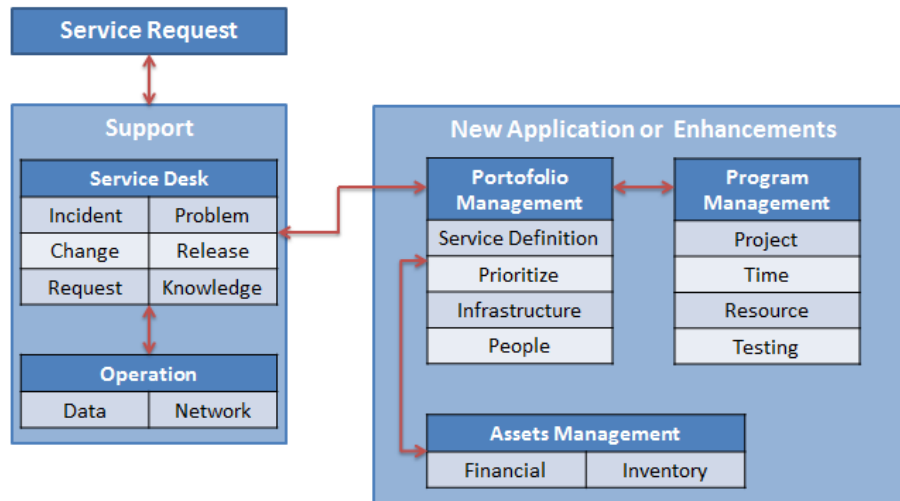 Service Request
Support
Service Desk
Incident Problem
Change Release
Request Knowledge
Operation
Data Network
New Application or Enhancements
Portofolio
Management
Service Definition
Prioritize
Infrastructure
People
Program
Management
Project
Time
Resource
Testing
Assets Management
Financial Inventory